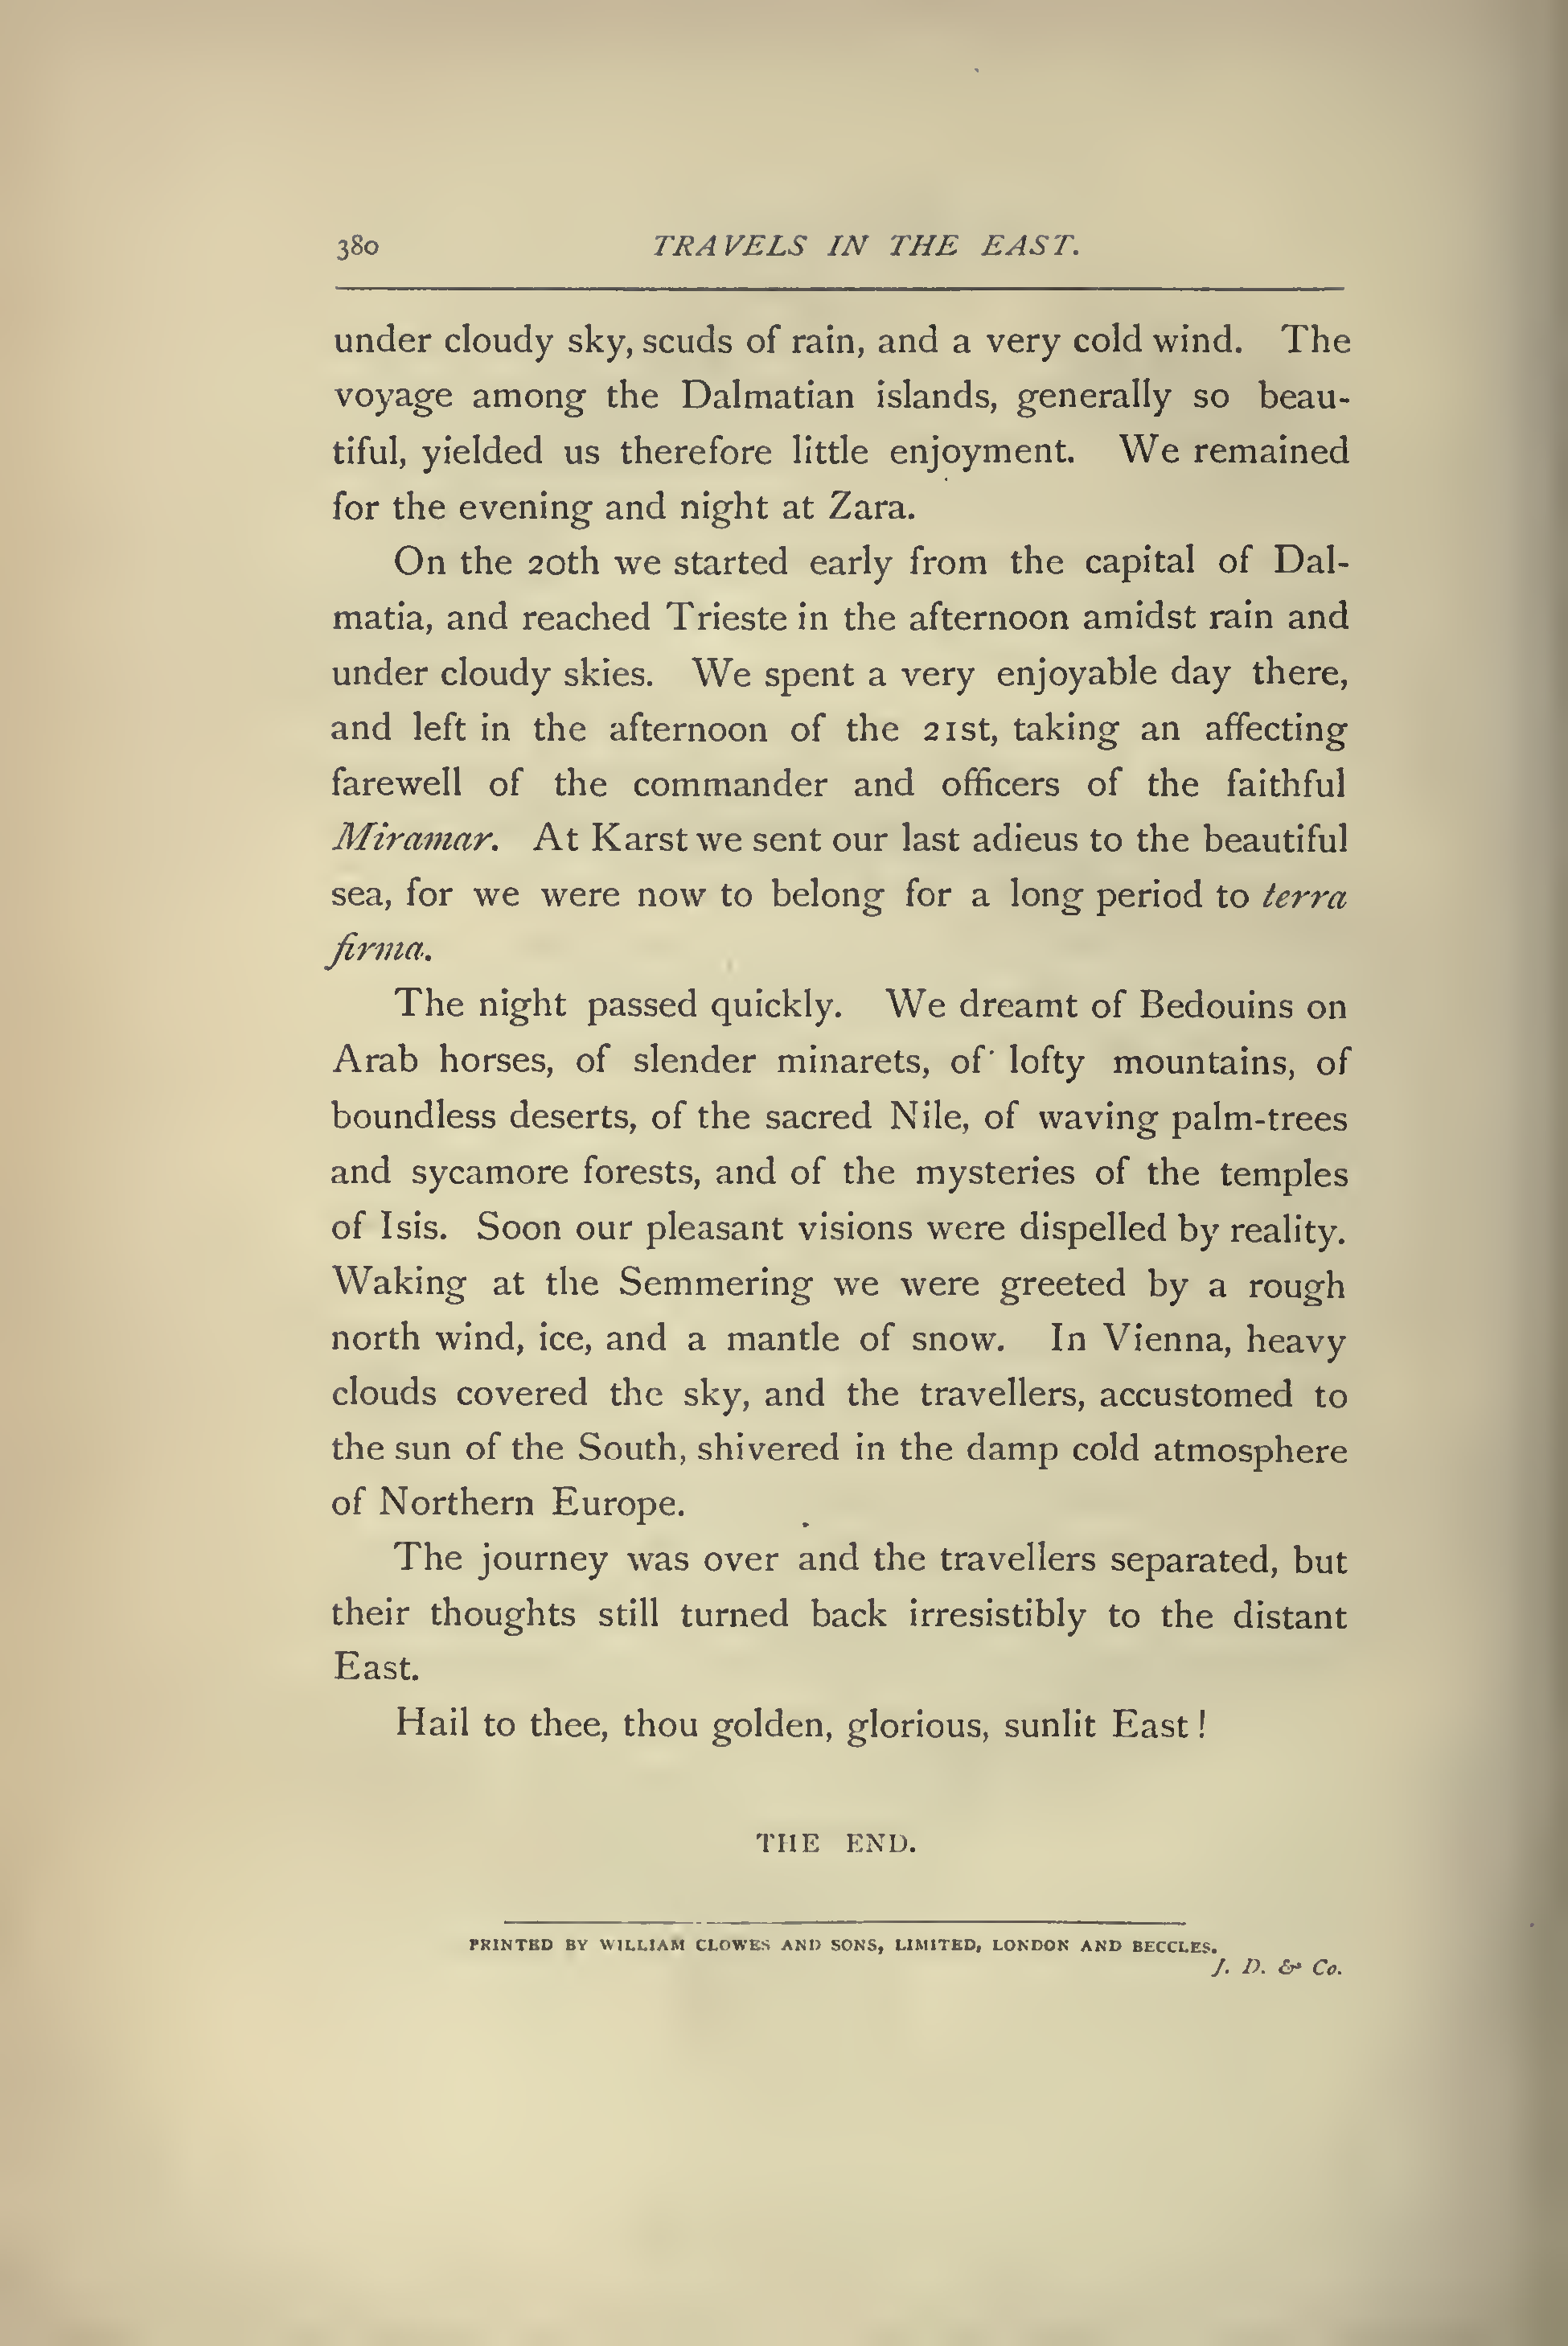 380 TRAVELS IN THE EAST.
under cloudy sky, scuds of rain, and a very cold wind. The
voyage among the Dalmatian islands, generally so beau-
tiful, yielded us therefore little enjoyment. We remained
for the evening and night at Zara.
On the 20th we started early from the capital of Dal-
matia, and reached Trieste in the afternoon amidst rain and
under cloudy skies. We spent a very enjoyable day there,
and left in the afternoon of the 21st, taking an affecting
farewell of the commander and officers of the faithful
Miramar. At Karst we sent our last adieus to the beautiful
sea, for we were now to belong for a long period to terra
firma.
The night passed quickly. We dreamt of Bedouins on
Arab horses, of slender minarets, of lofty mountains, of
boundless deserts, of the sacred Nile, of waving palm-trees
and sycamore forests, and of the mysteries of the temples
of Isis. Soon our pleasant visions were dispelled by reality.
Waking at the Semmering we were greeted by a rough
north wind, ice, and a mantle of snow. In Vienna, heavy
clouds covered the sky, and the travellers, accustomed to
the sun of the South, shivered in the damp cold atmosphere
of Northern Europe.
The journey was over and the travellers separated, but
their thoughts still turned back irresistibly to the distant
East.
Hail to thee, thou golden, glorious, sunlit East!
THE END.
PRINTED BY WILLIAM CLOWES AND SONS, LIMITED, LONDON AND BECCLES.
J. D. & Co.